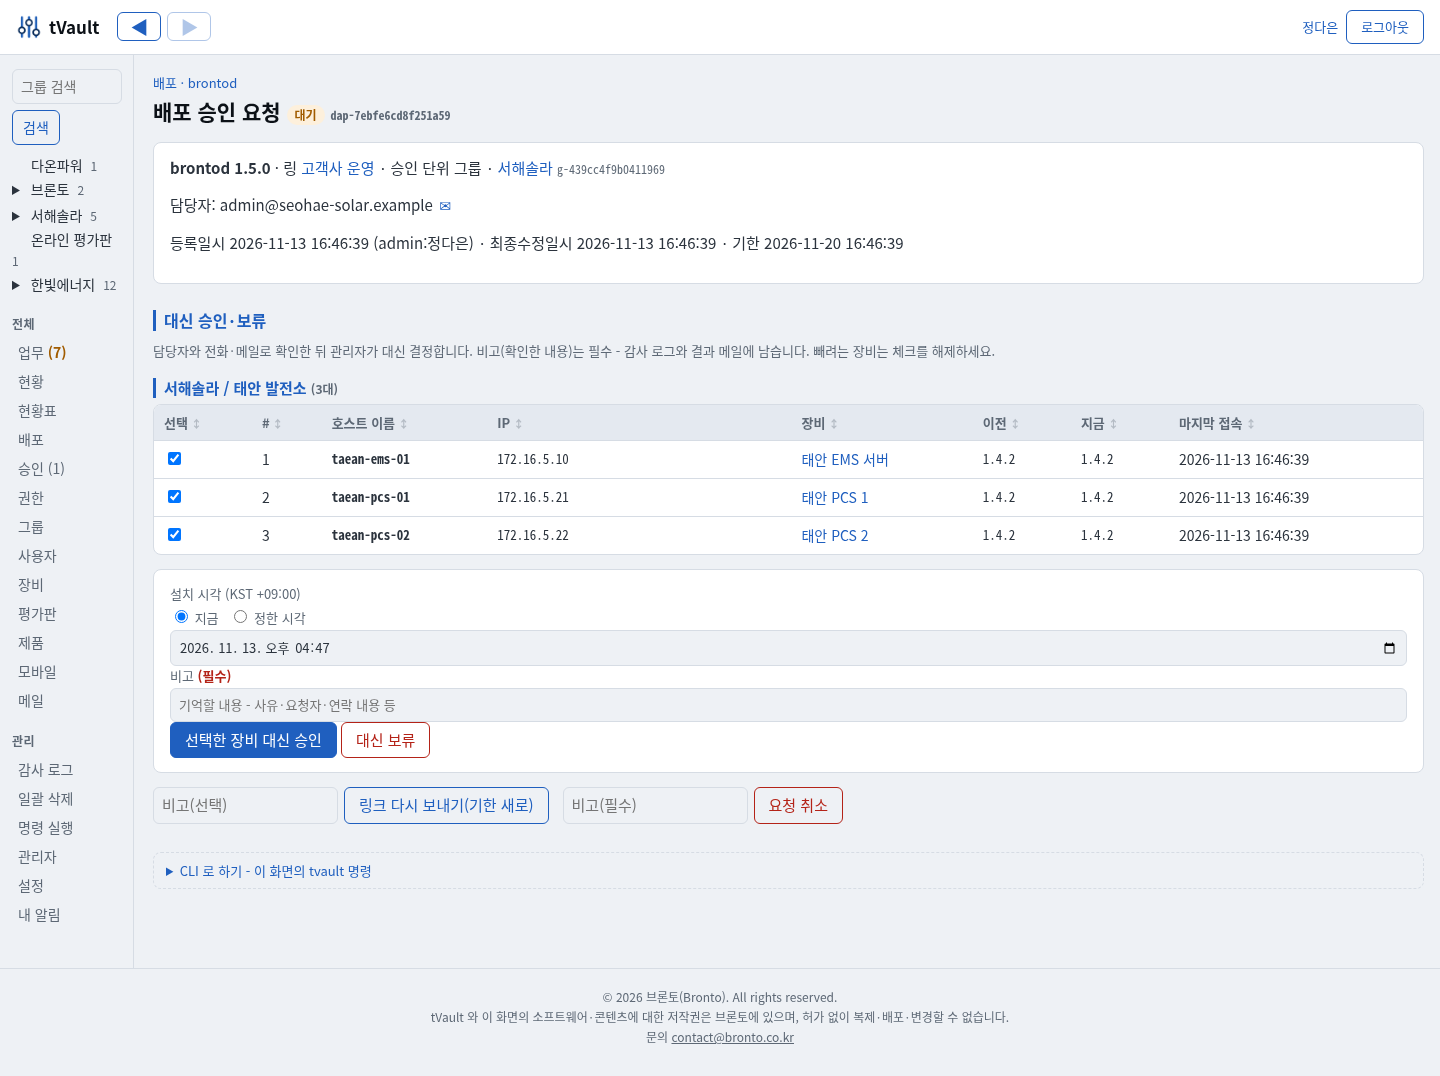 tVault ◀ ▶ 정다은 로그아웃
그룹 검색
검색
다온파워 1
▶ 브론토 2
▶ 서해솔라 5
온라인 평가판
1
▶ 한빛에너지 12
전체
업무 (7)
현황
현황표
배포
승인 (1)
권한
그룹
사용자
장비
평가판
제품
모바일
메일
관리
감사 로그
일괄 삭제
명령 실행
관리자
설정
내 알림
배포 · brontod
배포 승인 요청 대기 dap-7ebfe6cd8f251a59
brontod 1.5.0 · 링 고객사 운영 · 승인 단위 그룹 · 서해솔라 g-439cc4f9b0411969
담당자: admin@seohae-solar.example ✉
등록일시 2026-11-13 16:46:39 (admin:정다은) · 최종수정일시 2026-11-13 16:46:39 · 기한 2026-11-20 16:46:39
대신 승인·보류
담당자와 전화·메일로 확인한 뒤 관리자가 대신 결정합니다. 비고(확인한 내용)는 필수 - 감사 로그와 결과 메일에 남습니다. 빼려는 장비는 체크를 해제하세요.
서해솔라 / 태안 발전소 (3대)
선택 ↕ # ↕ 호스트 이름 ↕ IP ↕ 장비 ↕ 이전 ↕ 지금 ↕ 마지막 접속 ↕
1 taean-ems-01 172.16.5.10 태안 EMS 서버 1.4.2 1.4.2 2026-11-13 16:46:39
2 taean-pcs-01 172.16.5.21 태안 PCS 1 1.4.2 1.4.2 2026-11-13 16:46:39
3 taean-pcs-02 172.16.5.22 태안 PCS 2 1.4.2 1.4.2 2026-11-13 16:46:39
설치 시각 (KST +09:00)
지금 정한 시각
2026. 11. 13. 오후 04:47
비고 (필수)
기억할 내용 - 사유·요청자·연락 내용 등
선택한 장비 대신 승인 대신 보류
비고(선택) 링크 다시 보내기(기한 새로) 비고(필수) 요청 취소
▶ CLI 로 하기 - 이 화면의 tvault 명령
© 2026 브론토(Bronto). All rights reserved.
tVault 와 이 화면의 소프트웨어·콘텐츠에 대한 저작권은 브론토에 있으며, 허가 없이 복제·배포·변경할 수 없습니다.
문의 contact@bronto.co.kr